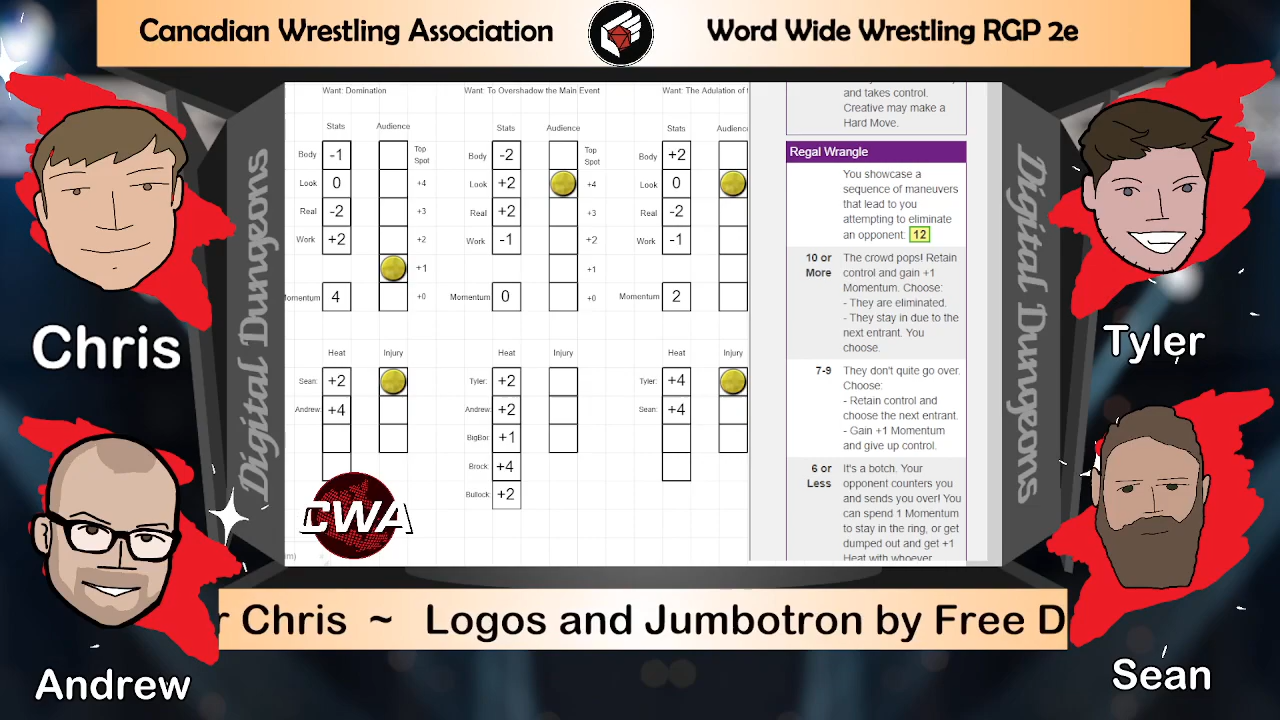 Canadian Wrestling Association
Word Wide Wrestling RGP 2e
Chris
Andrew
Tyler
Sean
Digital Dungeons
Digital Dungeons
Want: Domination
Stats
Audience
Body -1 Top Spot
Look 0 +4
Real -2 +3
Work +2 +2
+1
Momentum 4 +0
Heat
Injury
Sean: +2
Andrew: +4
CWA
Want: To Overshadow the Main Event
Stats
Audience
Body -2 Top Spot
Look +2 +4
Real +2 +3
Work -1 +2
+1
Momentum 0 +0
Heat
Injury
Tyler: +2
Andrew: +2
BigBor +1
Brock: +4
Bullock: +2
Want: The Adulation of
Stats
Audience
Body +2
Look 0
Real -2
Work -1
Momentum 2
Heat
Injury
Tyler: +4
Sean: +4
and takes control.
Creative may make a
Hard Move.
Regal Wrangle
You showcase a
sequence of maneuvers
that lead to you
attempting to eliminate
an opponent: 12
10 or More
The crowd pops! Retain
control and gain +1
Momentum. Choose:
- They are eliminated.
- They stay in due to the
next entrant. You
choose.
7-9
They don't quite go over.
Choose:
- Retain control and
choose the next entrant.
- Gain +1 Momentum
and give up control.
6 or Less
It's a botch. Your
opponent counters you
and sends you over! You
can spend 1 Momentum
to stay in the ring, or get
dumped out and get +1
Heat with whoever
r Chris ~ Logos and Jumbotron by Free D